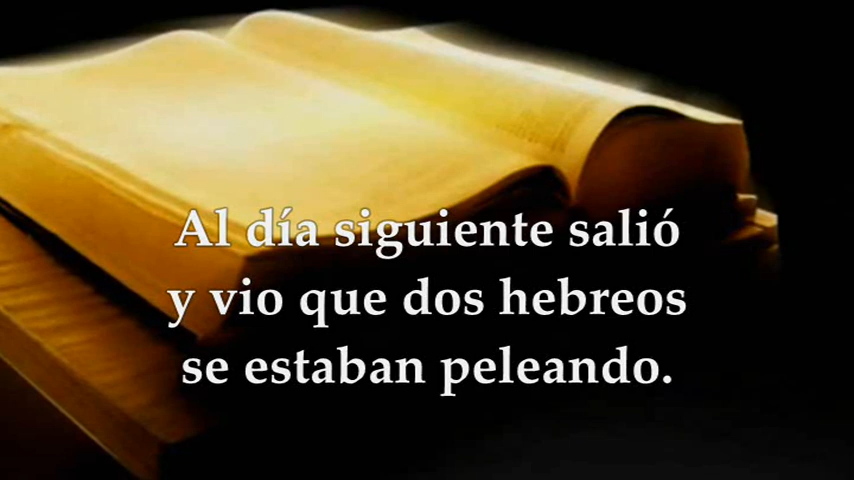 Al día siguiente salió
y vio que dos hebreos
se estaban peleando.